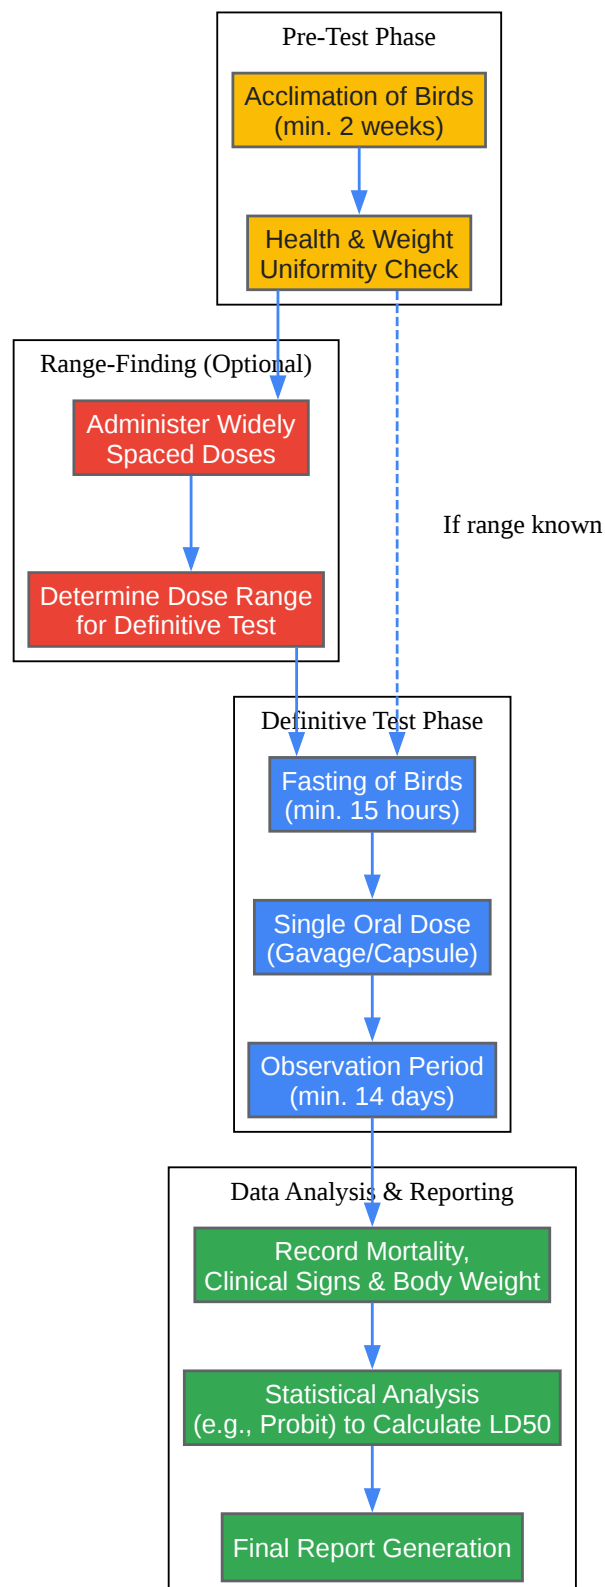 Pre-Test Phase
Acclimation of Birds
(min. 2 weeks)
Health & Weight
Uniformity Check
Range-Finding (Optional)
Administer Widely
Spaced Doses
If range known
Determine Dose Range
for Definitive Test
Definitive Test Phase
Fasting of Birds
(min. 15 hours)
Single Oral Dose
(Gavage/Capsule)
Observation Period
(min. 14 days)
Data Analysis & Reporting
Record Mortality,
Clinical Signs & Body Weight
Statistical Analysis
(e.g., Probit) to Calculate LD50
Final Report Generation